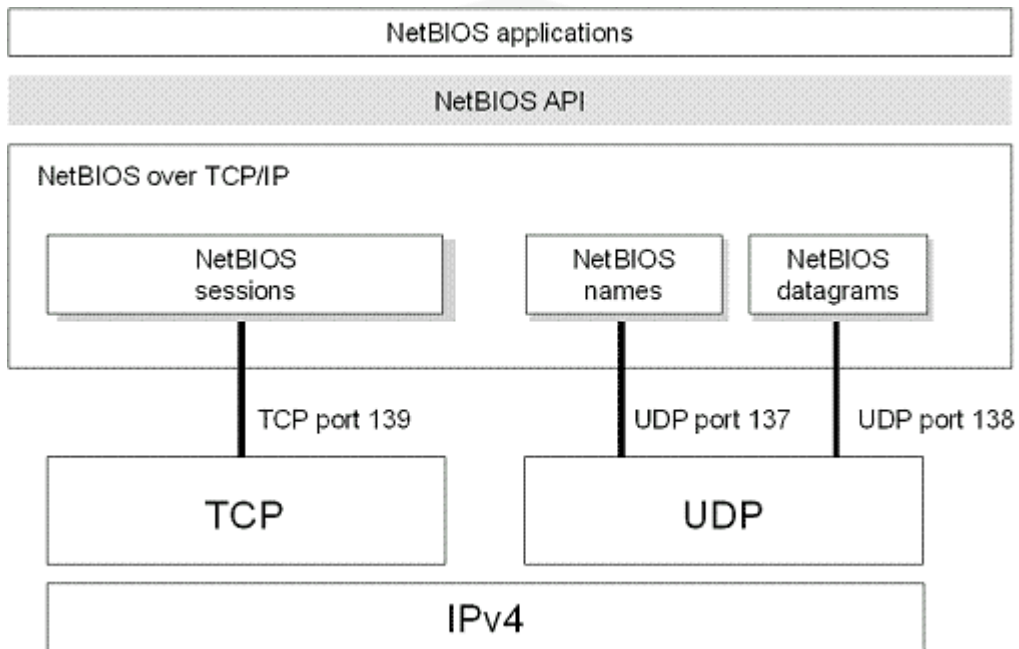 NetBIOS applications
NetBIOS API
NetBIOS over TCP/IP
NetBIOS
sessions
NetBIOS
names
NetBIOS
datagrams
TCP port 139
UDP port 137
UDP port 138
TCP
UDP
IPv4